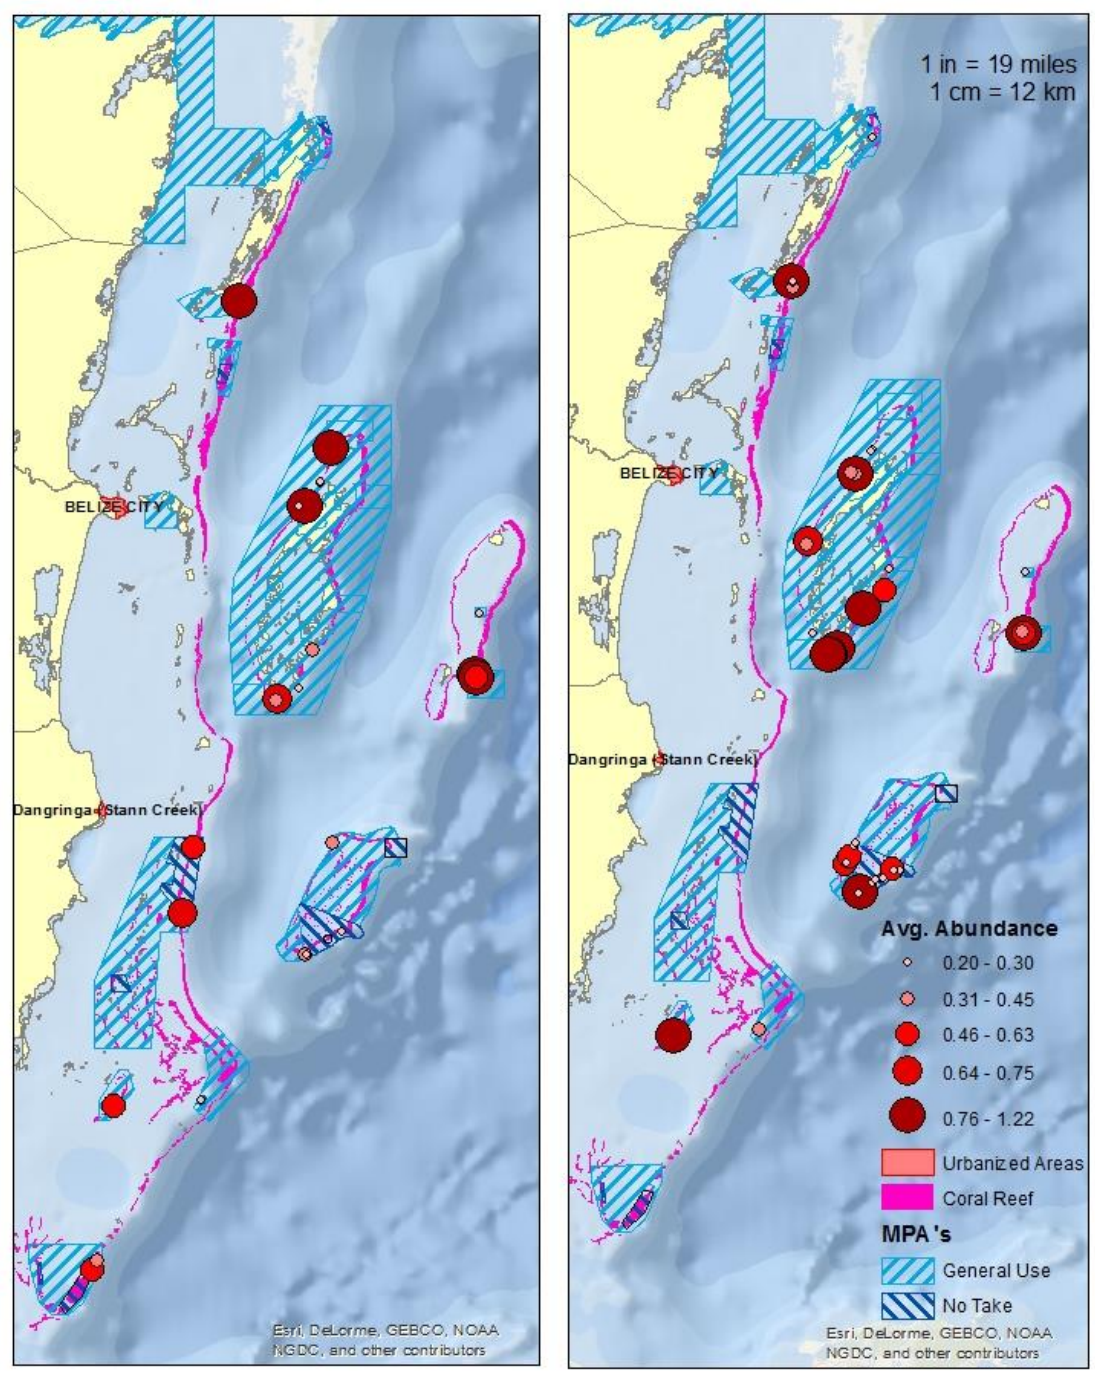 BELIZE CITY
Dangringa (Stann Creek)
Esri, DeLorme, GEBCO, NOAA
NGDC, and other contributors
1 in = 19 miles
1 cm = 12 km
BELIZE CITY
Dangringa (Stann Creek)
Avg. Abundance
0.20 - 0.30
0.31 - 0.45
0.46 - 0.63
0.64 - 0.75
0.76 - 1.22
Urbanized Areas
Coral Reef
MPA's
General Use
No Take
Esri, DeLorme, GEBCO, NOAA
NGDC, and other contributors